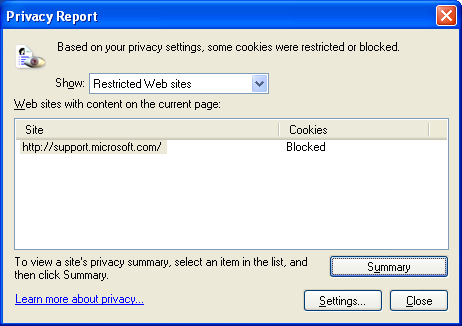 Privacy Report
Based on your privacy settings, some cookies were restricted or blocked.
Show: Restricted Web sites
Web sites with content on the current page:
Site Cookies
http://support.microsoft.com/ Blocked
To view a site's privacy summary, select an item in the list, and
then click Summary.
Summary
Learn more about privacy...
Settings... Close